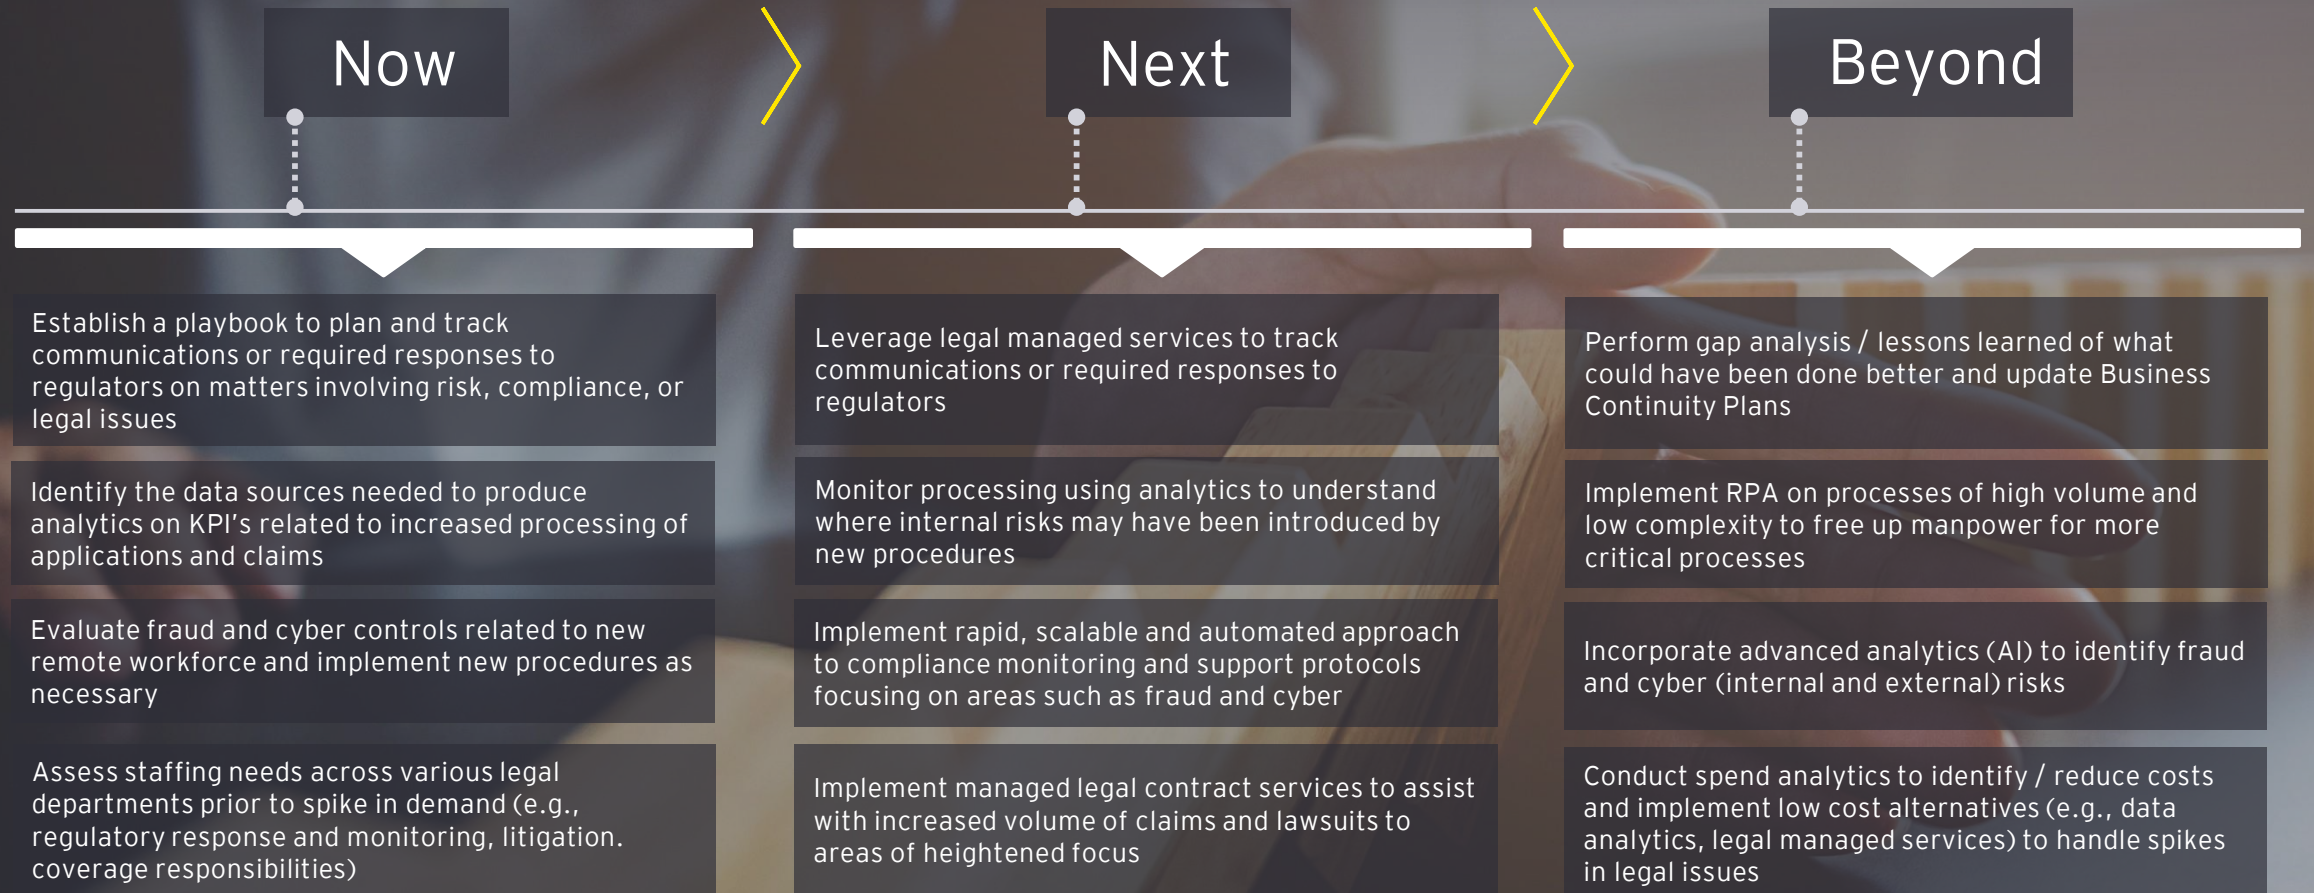 Now
Next
Beyond
Establish a playbook to plan and track
communications or required responses to
regulators on matters involving risk, compliance, or
legal issues
Identify the data sources needed to produce
analytics on KPI's related to increased processing of
applications and claims
Evaluate fraud and cyber controls related to new
remote workforce and implement new procedures as
necessary
Assess staffing needs across various legal
departments prior to spike in demand (e.g.,
regulatory response and monitoring, litigation.
coverage responsibilities)
Leverage legal managed services to track
communications or required responses to
regulators
Monitor processing using analytics to understand
where internal risks may have been introduced by
new procedures
Implement rapid, scalable and automated approach
to compliance monitoring and support protocols
focusing on areas such as fraud and cyber
Implement managed legal contract services to assist
with increased volume of claims and lawsuits to
areas of heightened focus
Perform gap analysis / lessons learned of what
could have been done better and update Business
Continuity Plans
Implement RPA on processes of high volume and
low complexity to free up manpower for more
critical processes
Incorporate advanced analytics (AI) to identify fraud
and cyber (internal and external) risks
Conduct spend analytics to identify / reduce costs
and implement low cost alternatives (e.g., data
analytics, legal managed services) to handle spikes
in legal issues